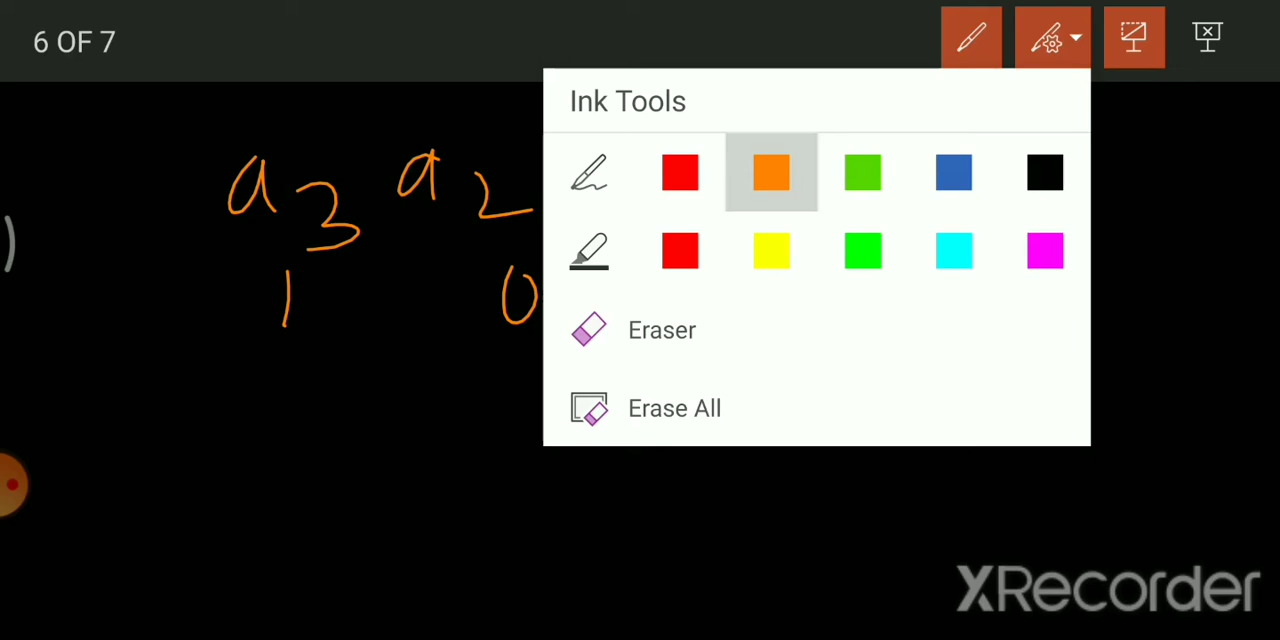 6 OF 7
Ink Tools
a3 a2
)
1 0
Eraser
Erase All
XRecorder